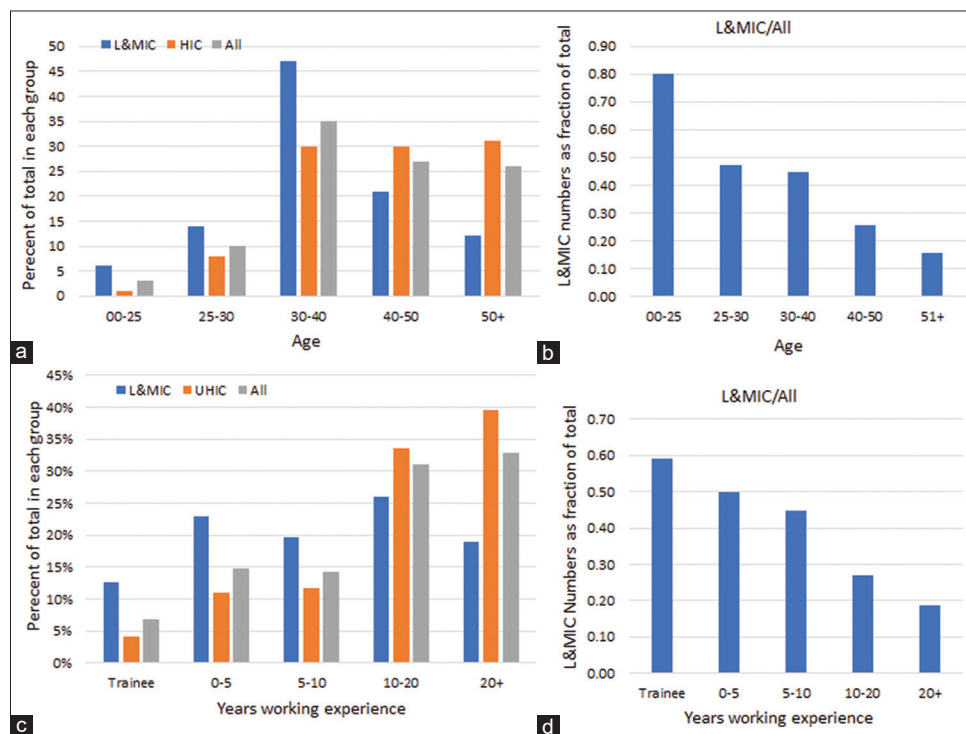 L&MIC HIC All
50
45
40
35
30
25
20
15
10
5
0
Perecent of total in each group
00-25 25-30 30-40 40-50 50+
Age
a
L&MIC/All
0.90
0.80
0.70
0.60
0.50
0.40
0.30
0.20
0.10
0.00
L&MIC numbers as fraction of total
00-25 25-30 30-40 40-50 51+
Age
b
L&MIC UHIC All
45%
40%
35%
30%
25%
20%
15%
10%
5%
0%
Perecent of total in each group
Trainee 0-5 5-10 10-20 20+
Years working experience
c
L&MIC/All
0.70
0.60
0.50
0.40
0.30
0.20
0.10
0.00
L&MIC Numbers as fraction of total
Trainee 0-5 5-10 10-20 20+
Years working experience
d